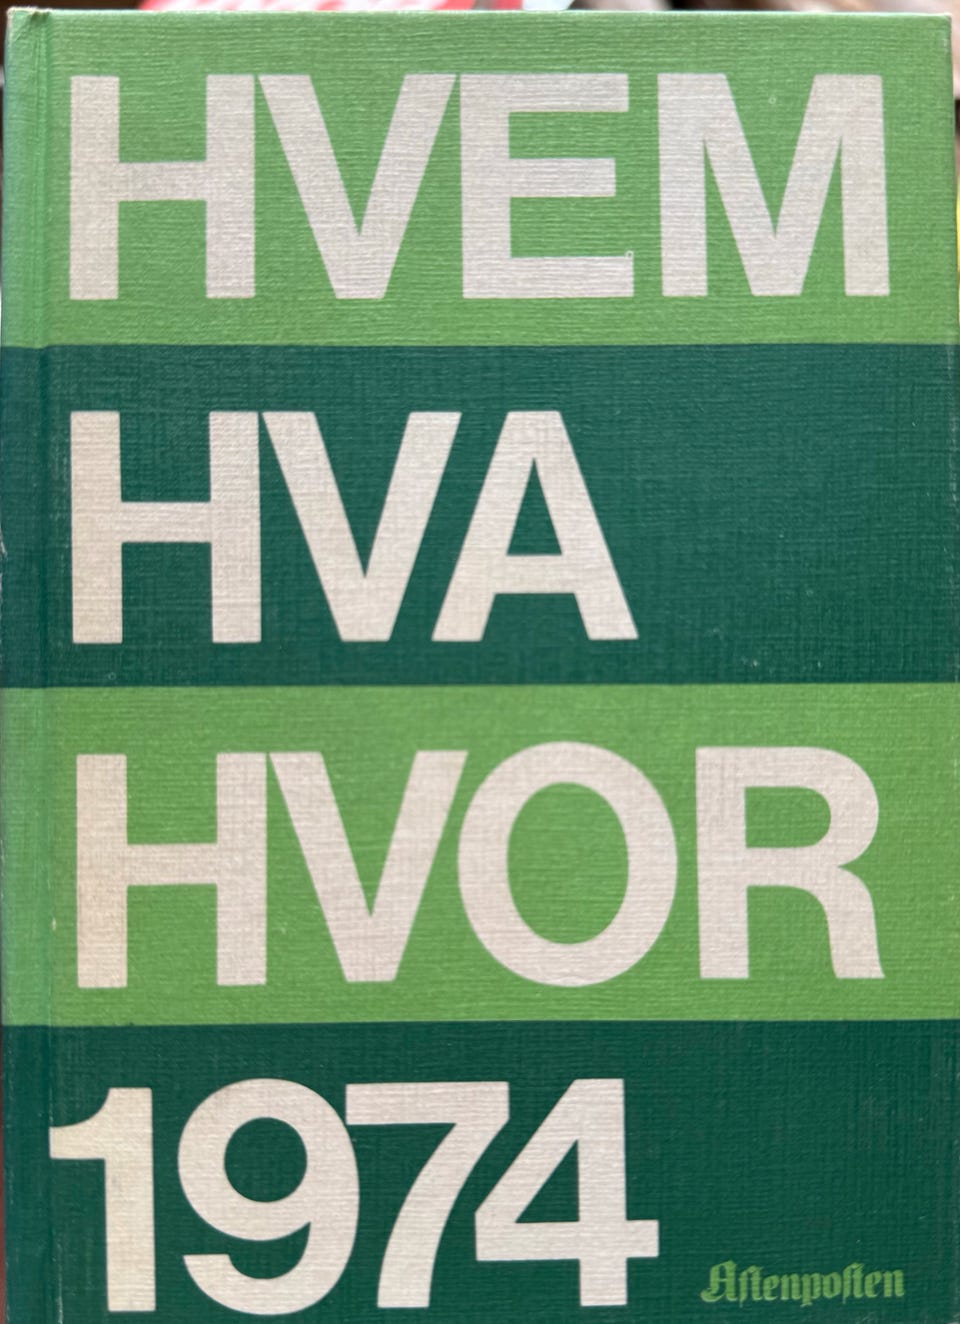 HVEM
HVA
HVOR
1974
Aftenposten